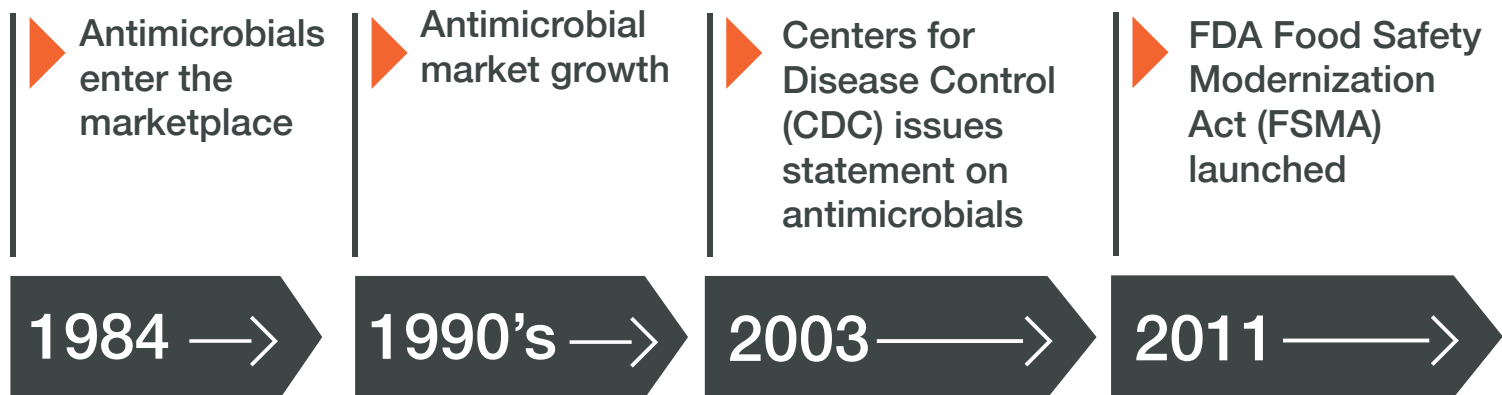 Antimicrobials
enter the
marketplace
Antimicrobial
market growth
Centers for
Disease Control
(CDC) issues
statement on
antimicrobials
FDA Food Safety
Modernization
Act (FSMA)
launched
1984
1990’s
2003
2011